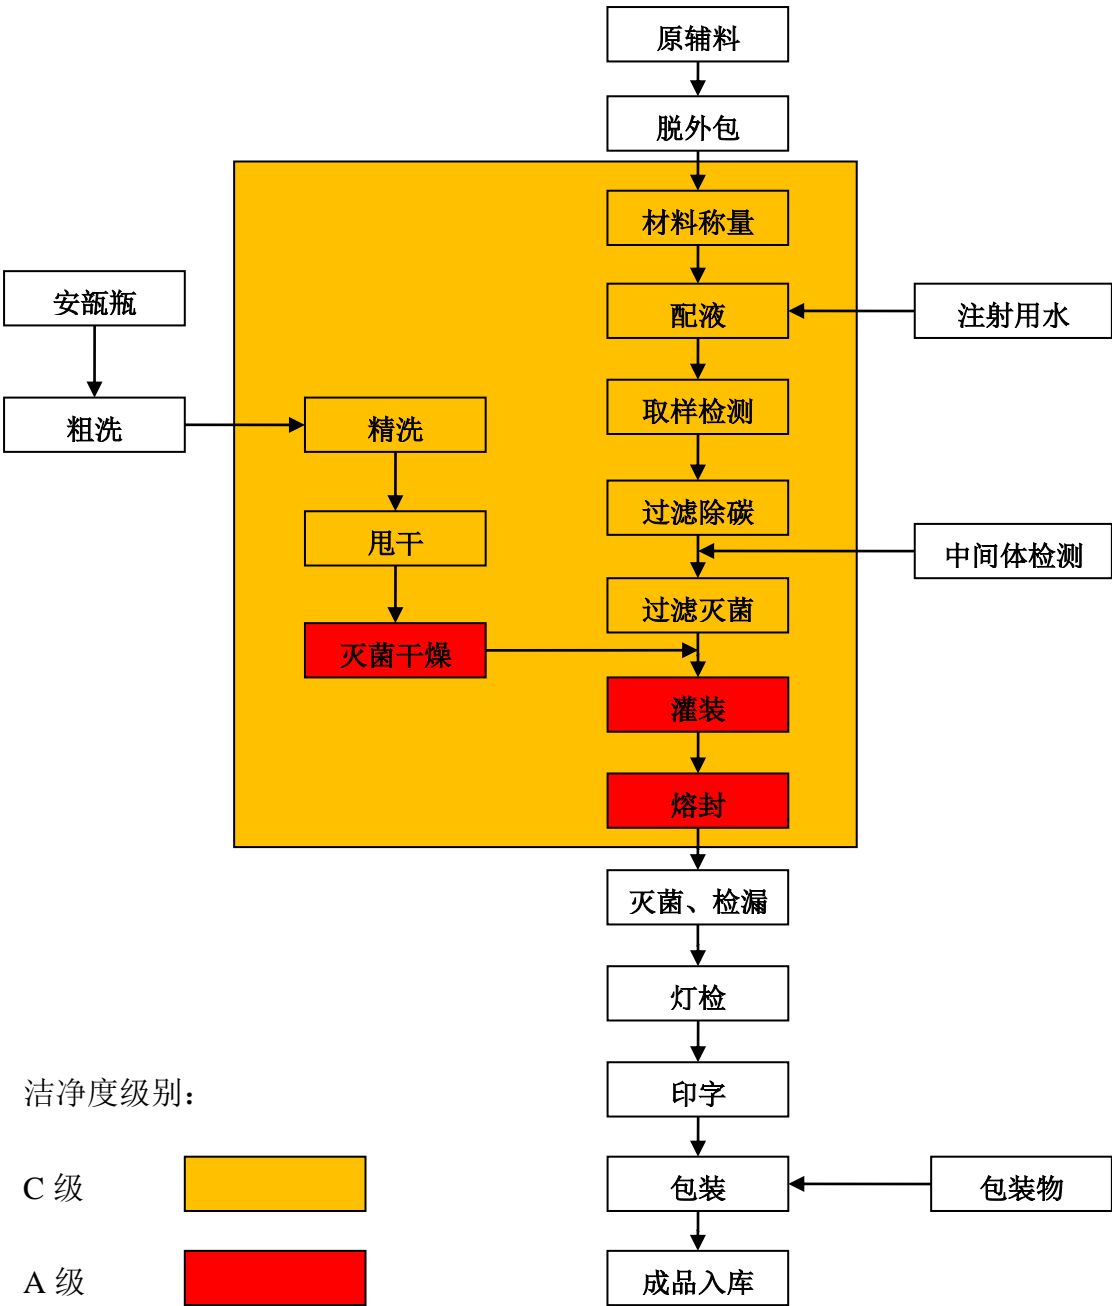 原辅料
脱外包
材料称量
安瓿瓶
配液
注射用水
取样检测
粗洗
精洗
过滤除碳
甩干
中间体检测
过滤灭菌
灭菌干燥
灌装
熔封
灭菌、检漏
灯检
洁净度级别：
印字
C 级
包装
包装物
A 级
成品入库